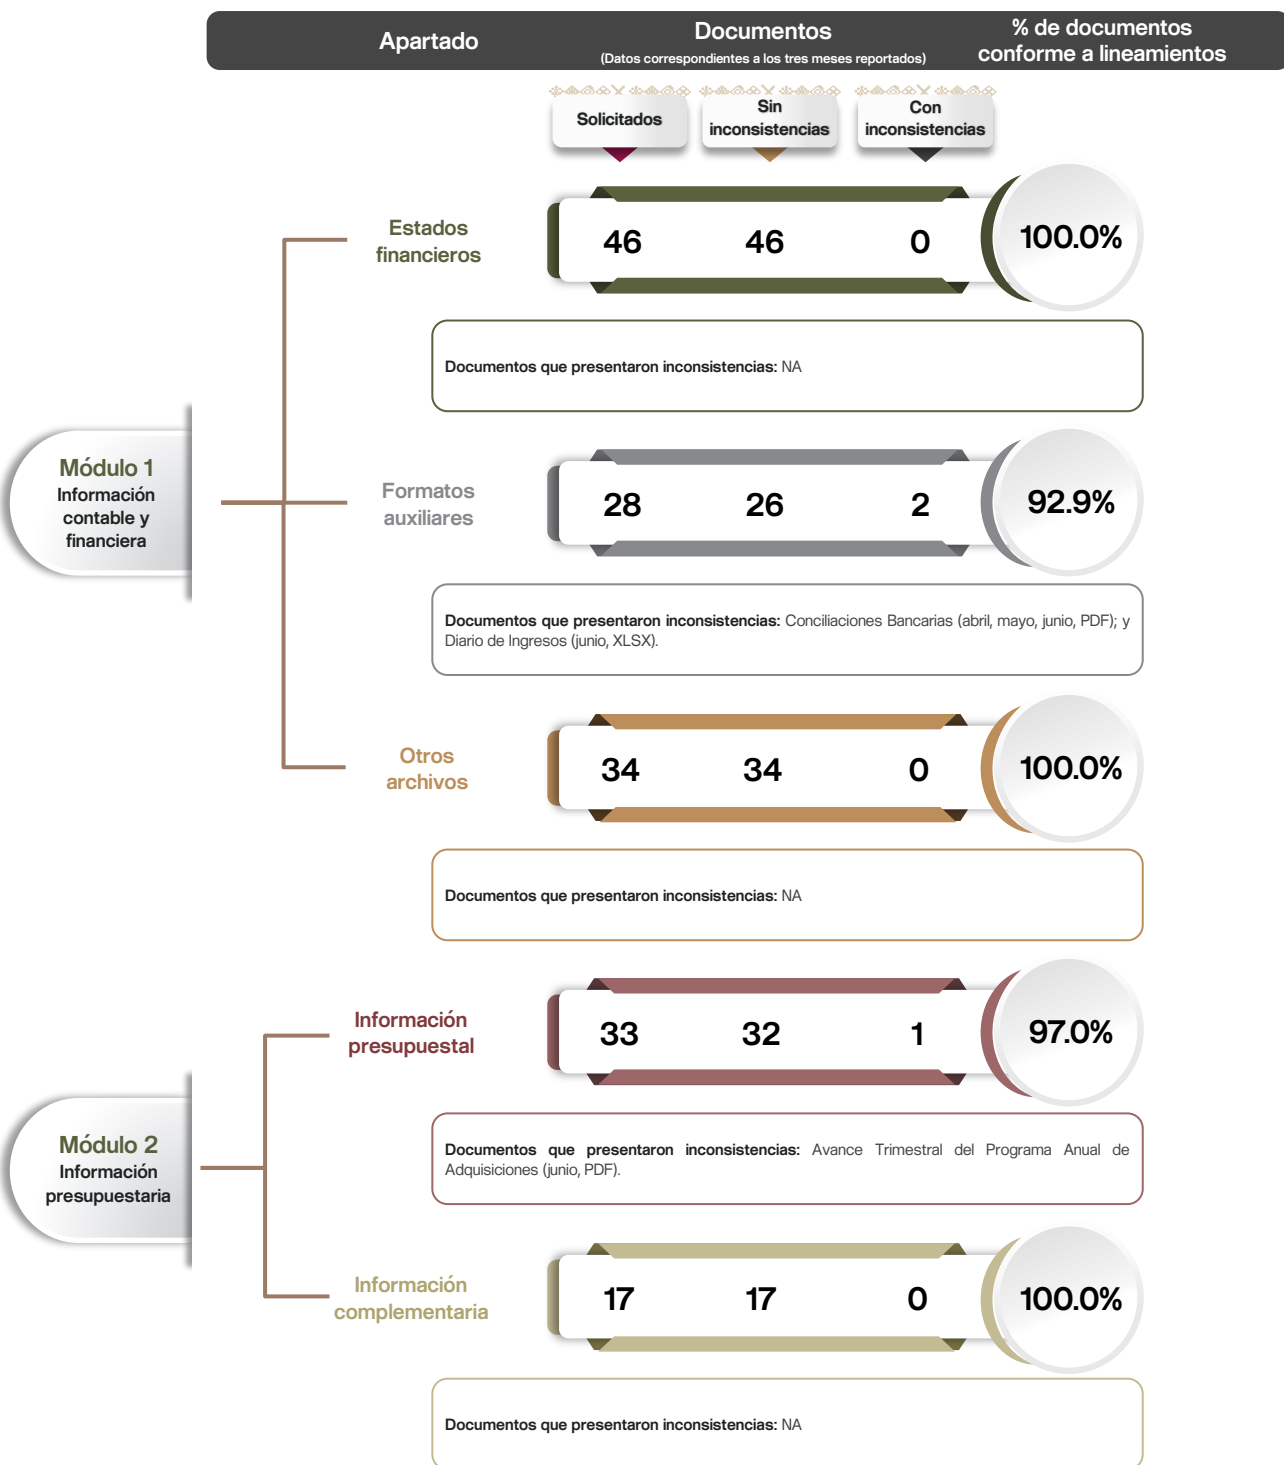 Apartado
Documentos
(Datos correspondientes a los tres meses reportados)
% de documentos
conforme a lineamientos
Solicitados
Sin
inconsistencias
Con
inconsistencias
Módulo 1
Información
contable y
financiera
Estados
financieros
46 46 0 100.0%
Documentos que presentaron inconsistencias: NA
Formatos
auxiliares
28 26 2 92.9%
Documentos que presentaron inconsistencias: Conciliaciones Bancarias (abril, mayo, junio, PDF); y
Diario de Ingresos (junio, XLSX).
Otros
archivos
34 34 0 100.0%
Documentos que presentaron inconsistencias: NA
Módulo 2
Información
presupuestaria
Información
presupuestal
33 32 1 97.0%
Documentos que presentaron inconsistencias: Avance Trimestral del Programa Anual de
Adquisiciones (junio, PDF).
Información
complementaria
17 17 0 100.0%
Documentos que presentaron inconsistencias: NA